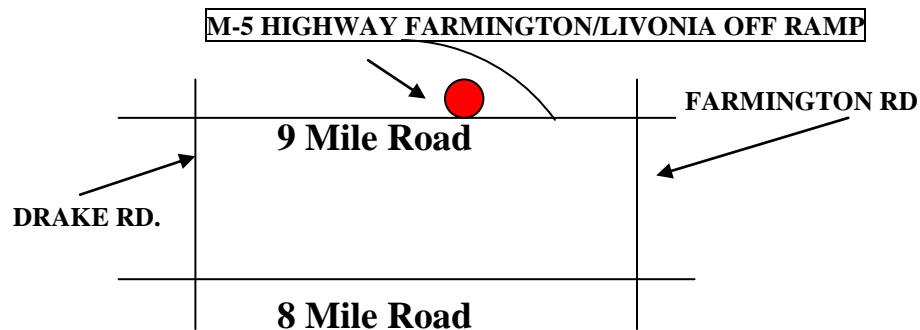 M-5 HIGHWAY FARMINGTON/LIVONIA OFF RAMP
FARMINGTON RD
9 Mile Road
DRAKE RD.
8 Mile Road